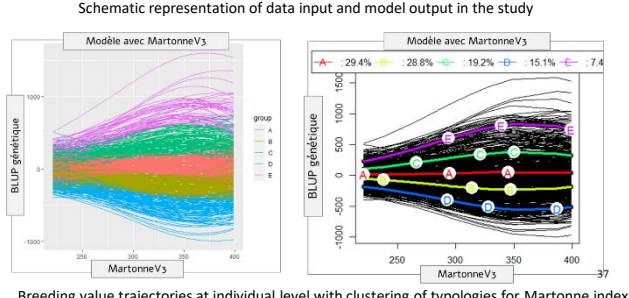 Schematic representation of data input and model output in the study
Modèle avec MartonneV3
BLUP génétique
1000
0
-1000
250
300
350
400
MartonneV3
group
A
B
C
D
E
Modèle avec MartonneV3
A : 29.4% B : 28.8% C : 19.2% D : 15.1% E : 7.4
BLUP génétique
1500
1000
500
0
-500
-1000
A A A
B B B
C C C
D D D
E E E
250
300
350
400
MartonneV3
37
Breeding value trajectories at individual level with clustering of typologies for Martonne index